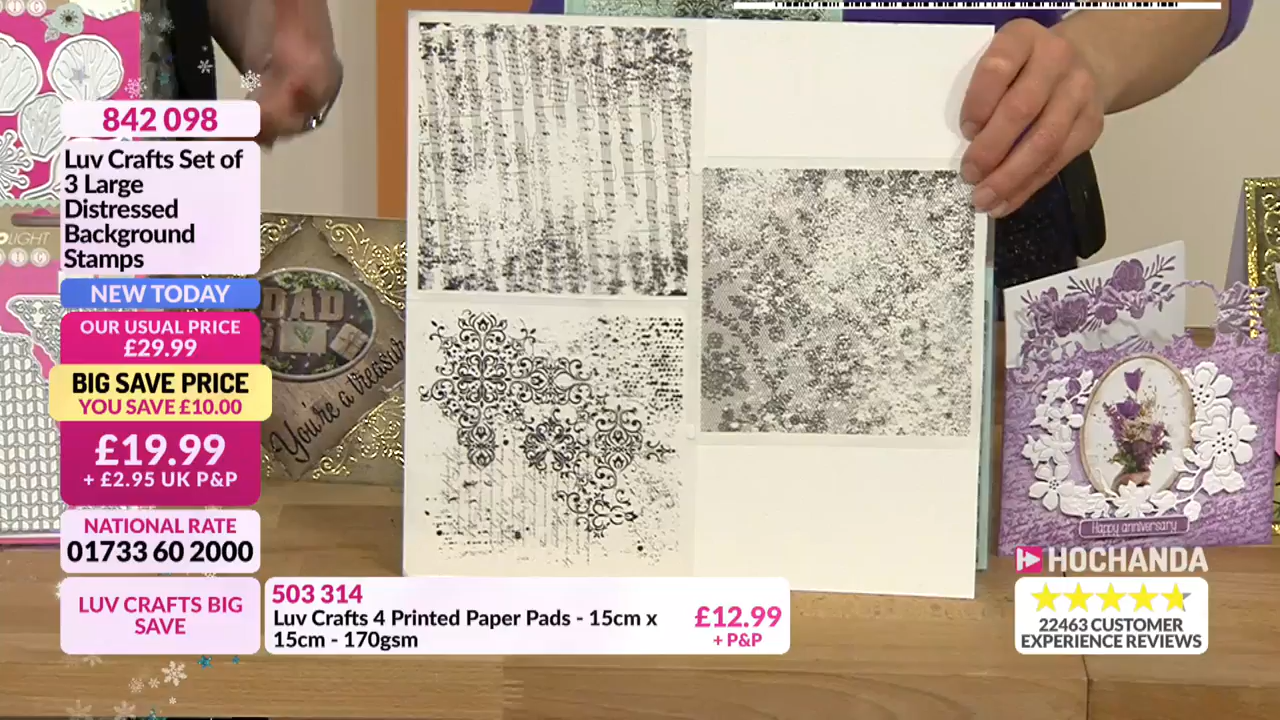 842 098
Luv Crafts Set of
3 Large
Distressed
Background
Stamps
NEW TODAY
OUR USUAL PRICE
£29.99
BIG SAVE PRICE
YOU SAVE £10.00
£19.99
+ £2.95 UK P&P
NATIONAL RATE
01733 60 2000
LUV CRAFTS BIG
SAVE
503 314
Luv Crafts 4 Printed Paper Pads - 15cm x
15cm - 170gsm
£12.99
+ P&P
DAD
You're a treasure
Happy anniversary
HOCHANDA
22463 CUSTOMER
EXPERIENCE REVIEWS